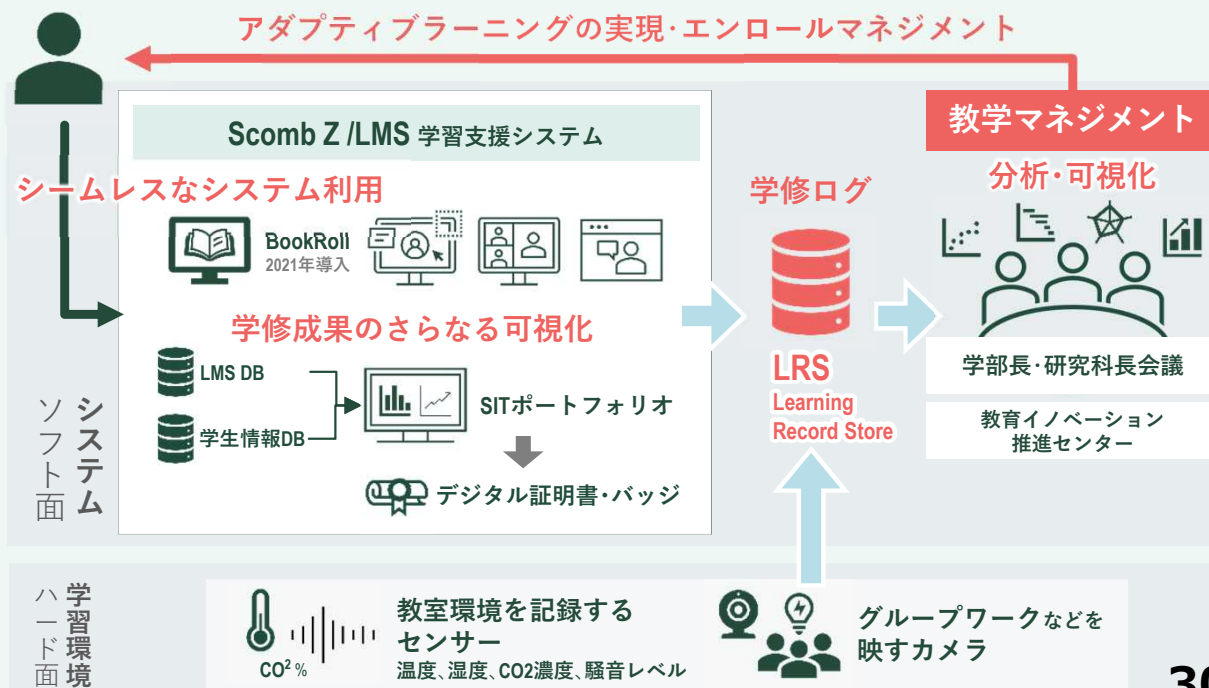 アダプティブラーニングの実現・エンロールマネジメント
Scomb Z /LMS 学習支援システム
シームレスなシステム利用
BookRoll
2021年導入
学修成果のさらなる可視化
LMS DB
学生情報DB
SITポートフォリオ
デジタル証明書・バッジ
学修ログ
LRS
Learning
Record Store
教学マネジメント
分析・可視化
学部長・研究科長会議
教育イノベーション
推進センター
システム
ソフト面
学習環境
ハード面
CO² %
教室環境を記録する
センサー
温度、湿度、CO2濃度、騒音レベル
グループワークなどを
映すカメラ